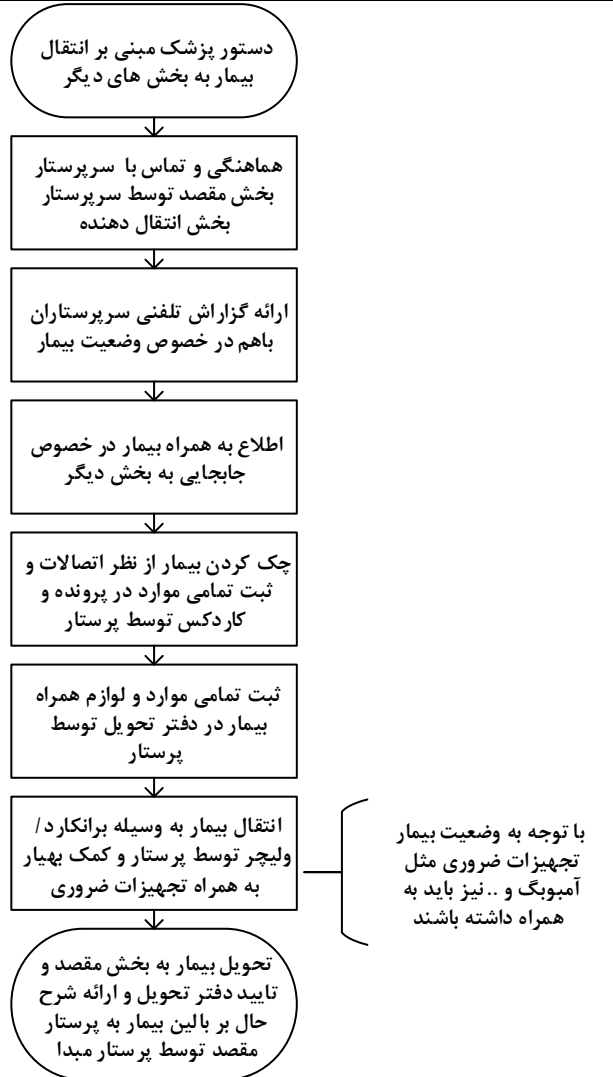 دستور پزشک مبنی بر انتقال
بیمار به بخش های دیگر
هماهنگی و تماس با سرپرستار
بخش مقصد توسط سرپرستار
بخش انتقال دهنده
ارائه گزاراش تلفنی سرپرستاران
باهم در خصوص وضعیت بیمار
اطلاع به همراه بیمار در خصوص
جابجایی به بخش دیگر
چک کردن بیمار از نظر اتصالات و
ثبت تمامی موارد در پرونده و
کاردکس توسط پرستار
ثبت تمامی موارد و لوازم همراه
بیمار در دفتر تحویل توسط
پرستار
انتقال بیمار به وسیله برانکارد/
ولیچر توسط پرستار و کمک بهیار
به همراه تجهیزات ضروری
با توجه به وضعیت بیمار
تجهیزات ضروری مثل
آمبوبگ و ..نیز باید به
همراه داشته باشند
تحویل بیمار به بخش مقصد و
تایید دفتر تحویل و ارائه شرح
حال بر بالین بیمار به پرستار
مقصد توسط پرستار مبدا